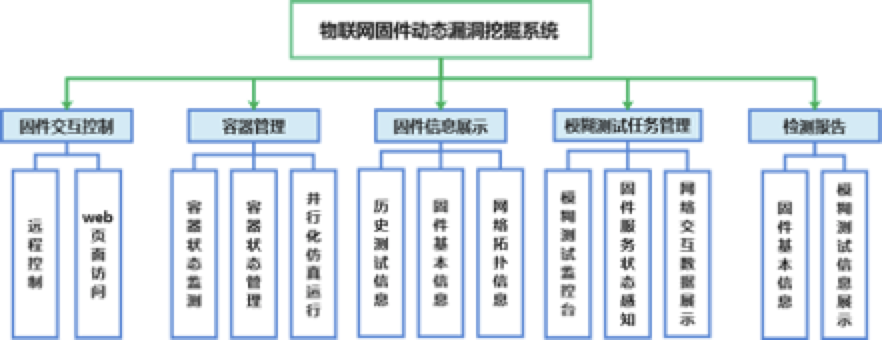 物联网固件动态漏洞挖掘系统
固件交互控制
容器管理
固件信息展示
模糊测试任务管理
检测报告
远程控制
web页面访问
容器状态监测
容器状态管理
并行化仿真运行
历史测试信息
固件基本信息
网络拓扑信息
模糊测试监控台
固件服务状态感知
网络交互数据展示
固件基本信息
模糊测试信息展示